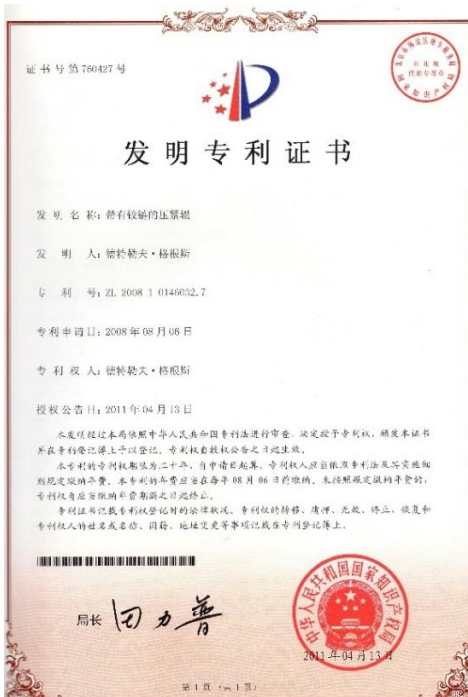 证书号第760427号
发明专利证书
发明名称：带有铰链的压紧辊
发明人：德特勒夫·格根斯
专利号：ZL 2008 1 0146032.7
专利申请日：2008年08月06日
专利权人：德特勒夫·格根斯
授权公告日：2011年04月13日
本发明经过本局依照中华人民共和国专利法进行审查，决定授予专利权，颁发本证书
并在专利登记簿上予以登记。专利权自授权公告之日起生效。
本专利的专利权期限为二十年，自申请日起算。专利权人应当依照专利法及其实施细
则规定缴纳年费。本专利的年费应当在每年08月06日前缴纳。未按照规定缴纳年费的，
专利权自应当缴纳年费期满之日起终止。
专利证书记载专利权登记时的法律状况。专利权的转移、质押、无效、终止、恢复和
专利权人的姓名或名称、国籍、地址变更等事项记载在专利登记簿上。
局长 田力普
中华人民共和国国家知识产权局
2011年04月13日
第1页（共1页）